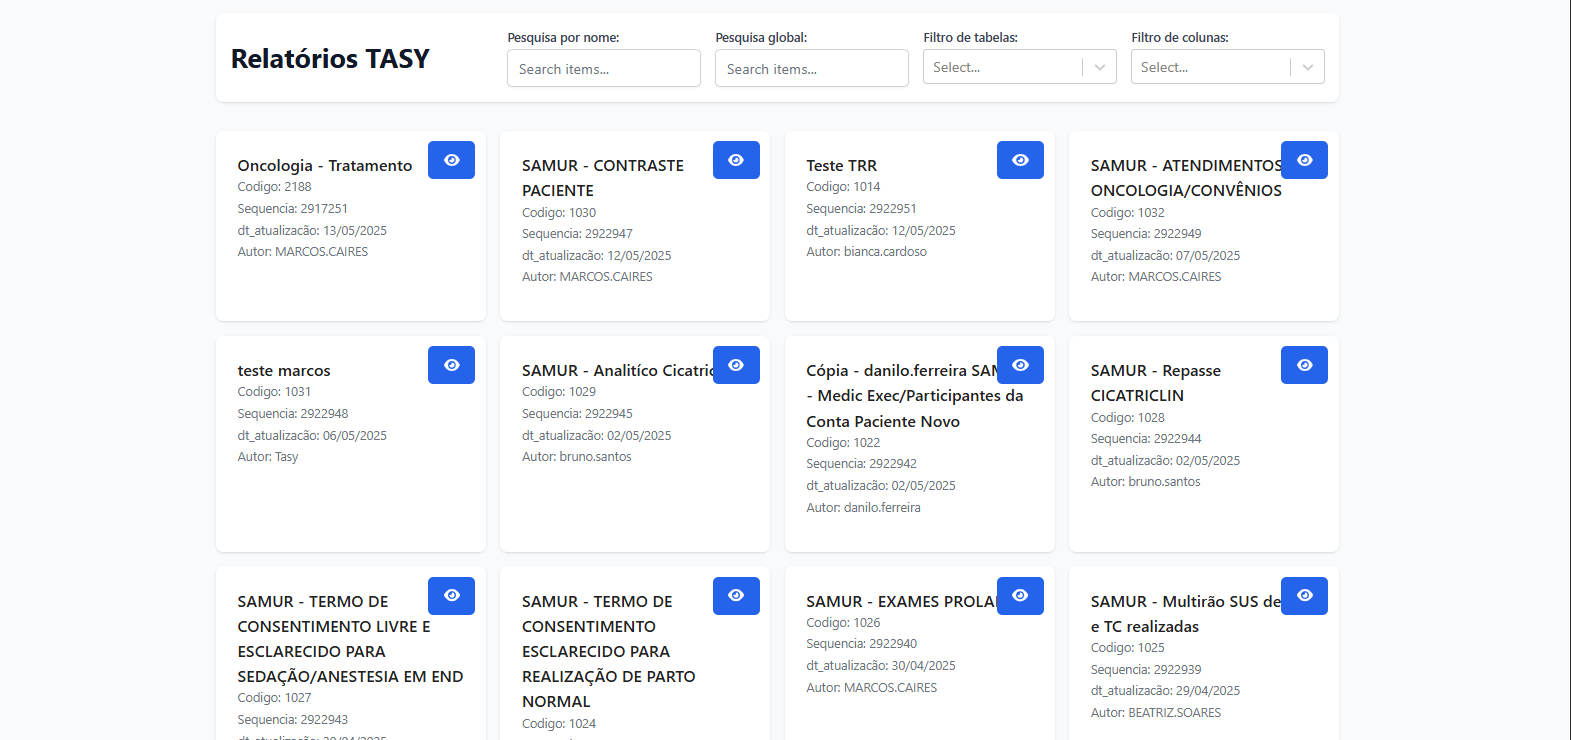 Relatórios TASY
Pesquisa por nome:
Search items...
Pesquisa global:
Search items...
Filtro de tabelas:
Select...
Filtro de colunas:
Select...
Oncologia - Tratamento
Codigo: 2188
Sequencia: 2917251
dt_atualizacão: 13/05/2025
Autor: MARCOS.CAIRES
SAMUR - CONTRASTE
PACIENTE
Codigo: 1030
Sequencia: 2922947
dt_atualizacão: 12/05/2025
Autor: MARCOS.CAIRES
Teste TRR
Codigo: 1014
Sequencia: 2922951
dt_atualizacão: 12/05/2025
Autor: bianca.cardoso
SAMUR - ATENDIMENTOS
ONCOLOGIA/CONVÊNIOS
Codigo: 1032
Sequencia: 2922949
dt_atualizacão: 07/05/2025
Autor: MARCOS.CAIRES
teste marcos
Codigo: 1031
Sequencia: 2922948
dt_atualizacão: 06/05/2025
Autor: Tasy
SAMUR - Analitíco
Codigo: 1029
Sequencia: 2922945
dt_atualizacão: 02/05/2025
Autor: bruno.santos
Cópia - danilo.ferreira
- Medic Exec/Participantes da
Conta Paciente Novo
Codigo: 1022
Sequencia: 2922942
dt_atualizacão: 02/05/2025
Autor: danilo.ferreira
SAMUR - Repasse
CICATRICLIN
Codigo: 1028
Sequencia: 2922944
dt_atualizacão: 02/05/2025
Autor: bruno.santos
SAMUR - TERMO DE
CONSENTIMENTO LIVRE E
ESCLARECIDO PARA
SEDAÇÃO/ANESTESIA EM END
Codigo: 1027
Sequencia: 2922943
SAMUR - TERMO DE
CONSENTIMENTO
ESCLARECIDO PARA
REALIZAÇÃO DE PARTO
NORMAL
Codigo: 1024
SAMUR - EXAMES
Codigo: 1026
Sequencia: 2922940
dt_atualizacão: 30/04/2025
Autor: MARCOS.CAIRES
SAMUR - Multirão SUS de
e TC realizadas
Codigo: 1025
Sequencia: 2922939
dt_atualizacão: 29/04/2025
Autor: BEATRIZ.SOARES